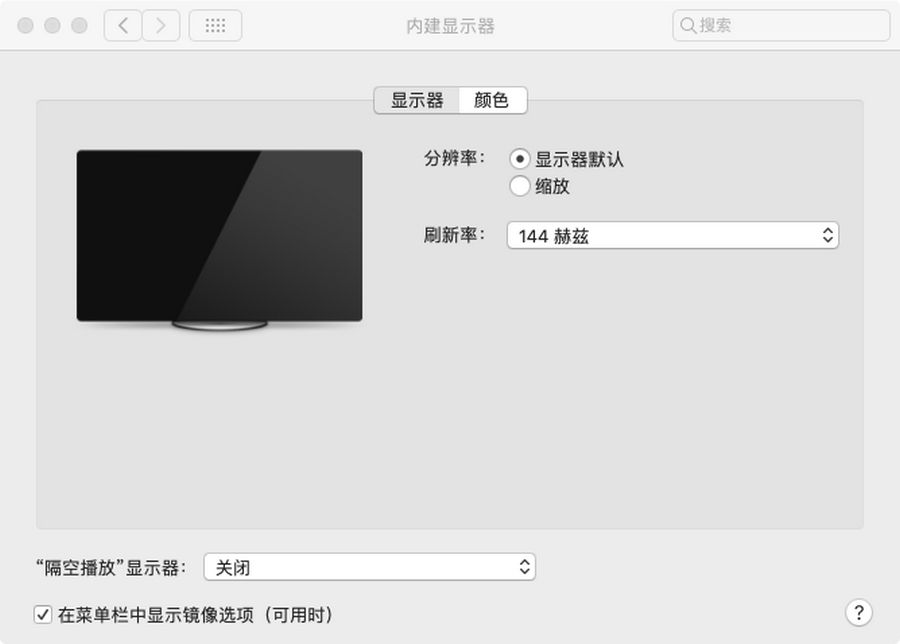 内建显示器
搜索
显示器 颜色
分辨率： 显示器默认
缩放
刷新率： 144 赫兹
“隔空播放”显示器： 关闭
在菜单栏中显示镜像选项（可用时）
?